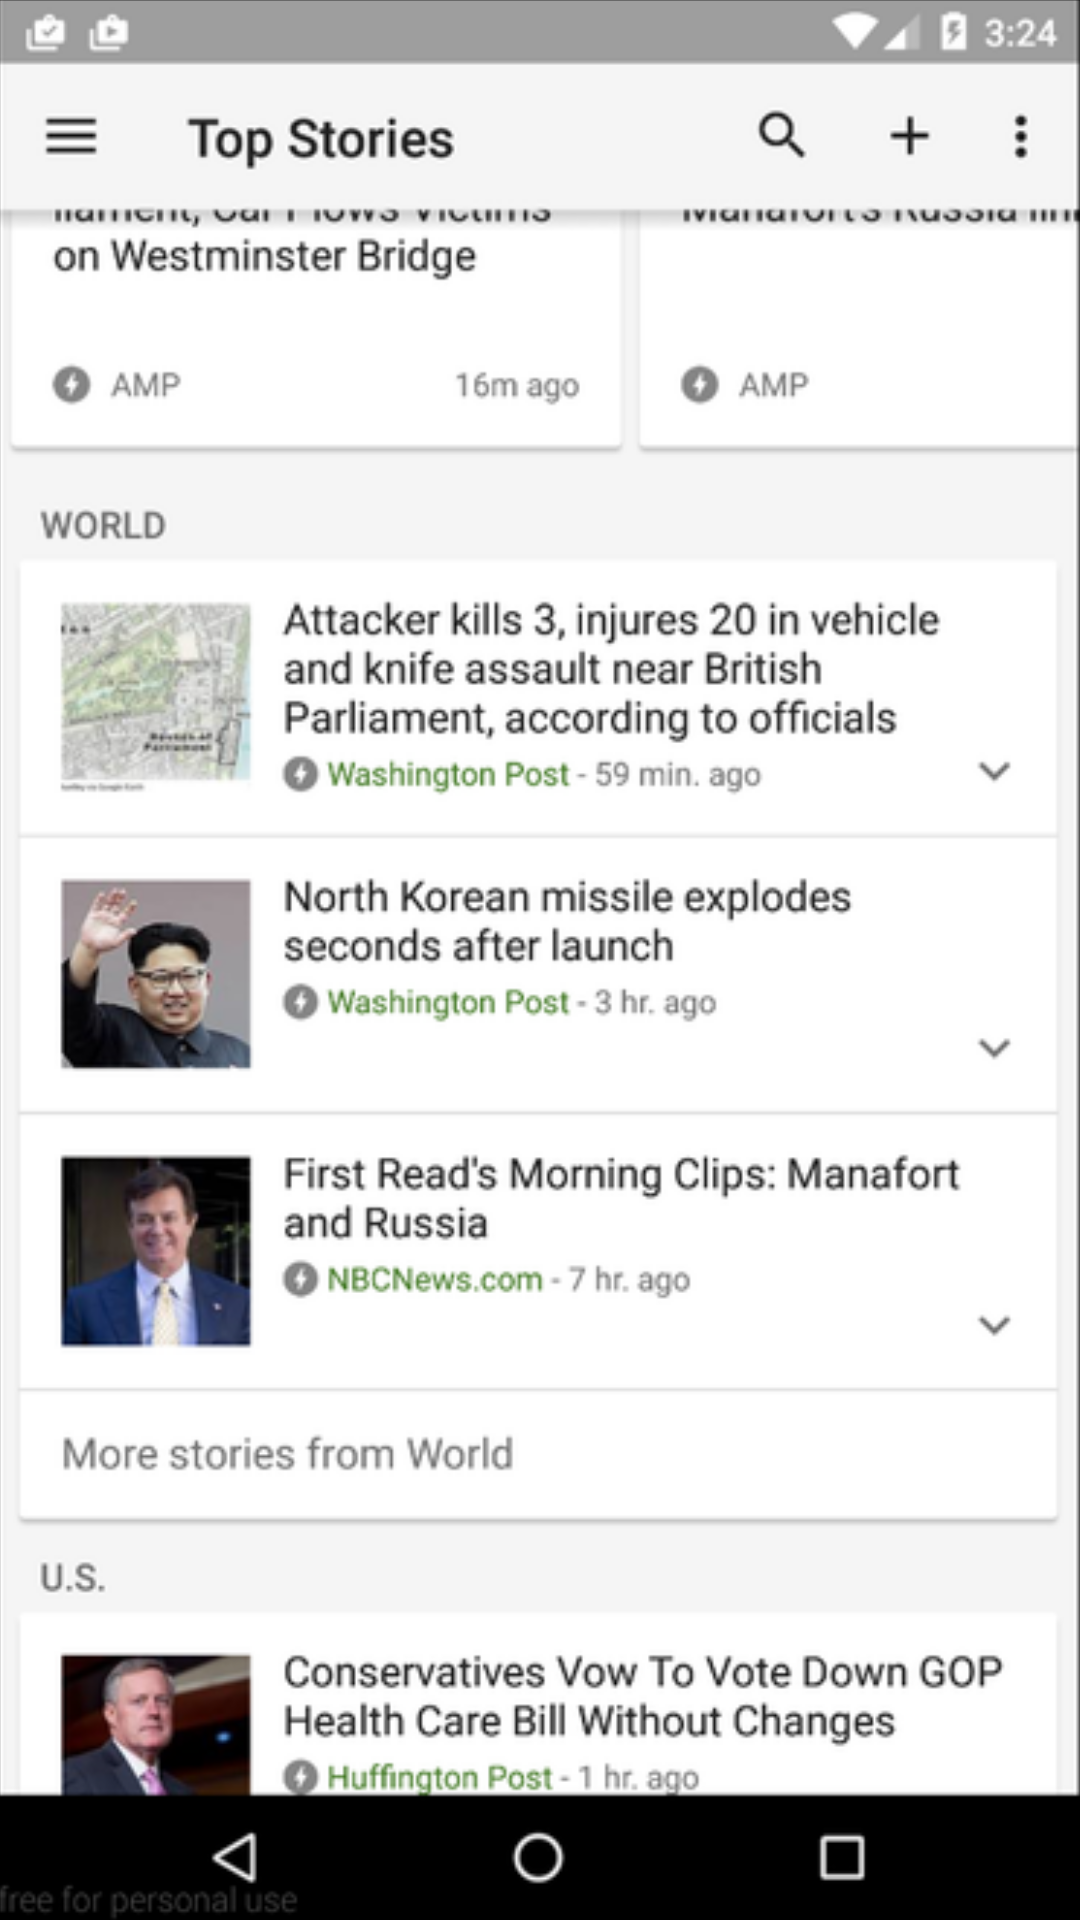 3:24
Top Stories
on Westminster Bridge
AMP
16m ago
Manafort's Russia
AMP
WORLD
Attacker kills 3, injures 20 in vehicle
and knife assault near British
Parliament, according to officials
Washington Post - 59 min. ago
North Korean missile explodes
seconds after launch
Washington Post - 3 hr. ago
First Read's Morning Clips: Manafort
and Russia
NBCNews.com - 7 hr. ago
More stories from World
U.S.
Conservatives Vow To Vote Down GOP
Health Care Bill Without Changes
Huffington Post - 1 hr. ago
free for personal use